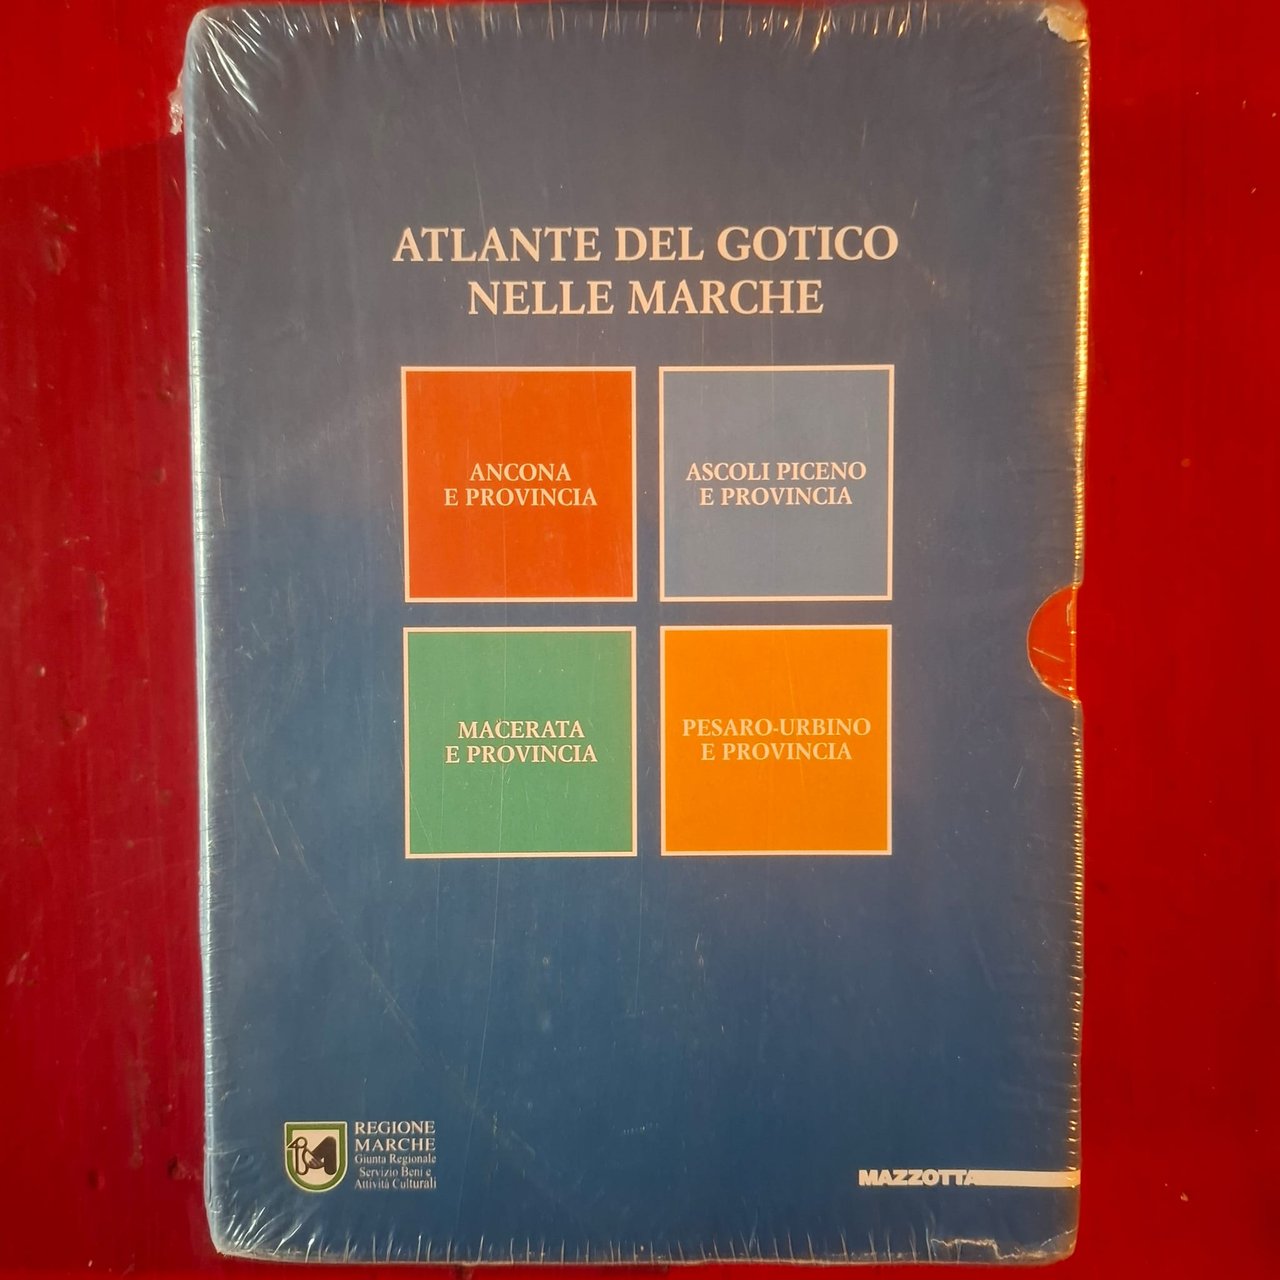 ATLANTE DEL GOTICO
NELLE MARCHE
ANCONA
E PROVINCIA
ASCOLI PICENO
E PROVINCIA
MACERATA
E PROVINCIA
PESARO-URBINO
E PROVINCIA
REGIONE
MARCHE
Giunta Regionale
Servizio Beni e
Attività Culturali
MAZZOTTA